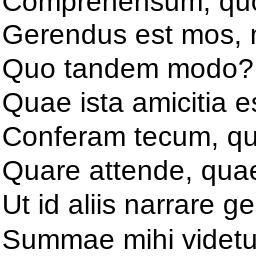 Comprehensum, quo
Gerendus est mos,
Quo tandem modo?
Quae ista amicitia es
Conferam tecum, qu
Quare attende, quae
Ut id aliis narrare ge
Summae mihi videtu